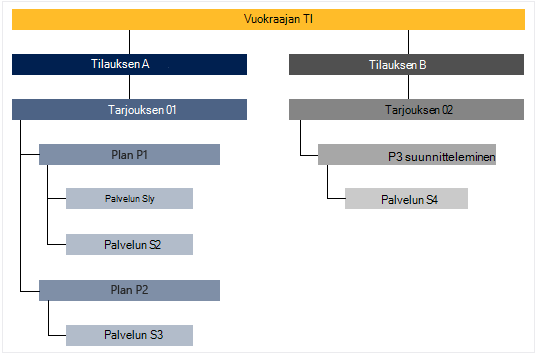 Vuokraajan TI
Tilauksen A
Tilauksen B
Tarjouksen 01
Tarjouksen 02
Plan P1
P3 suunnitteleminen
Palvelun Sly
Palvelun S4
Palvelun S2
Plan P2
Palvelun S3